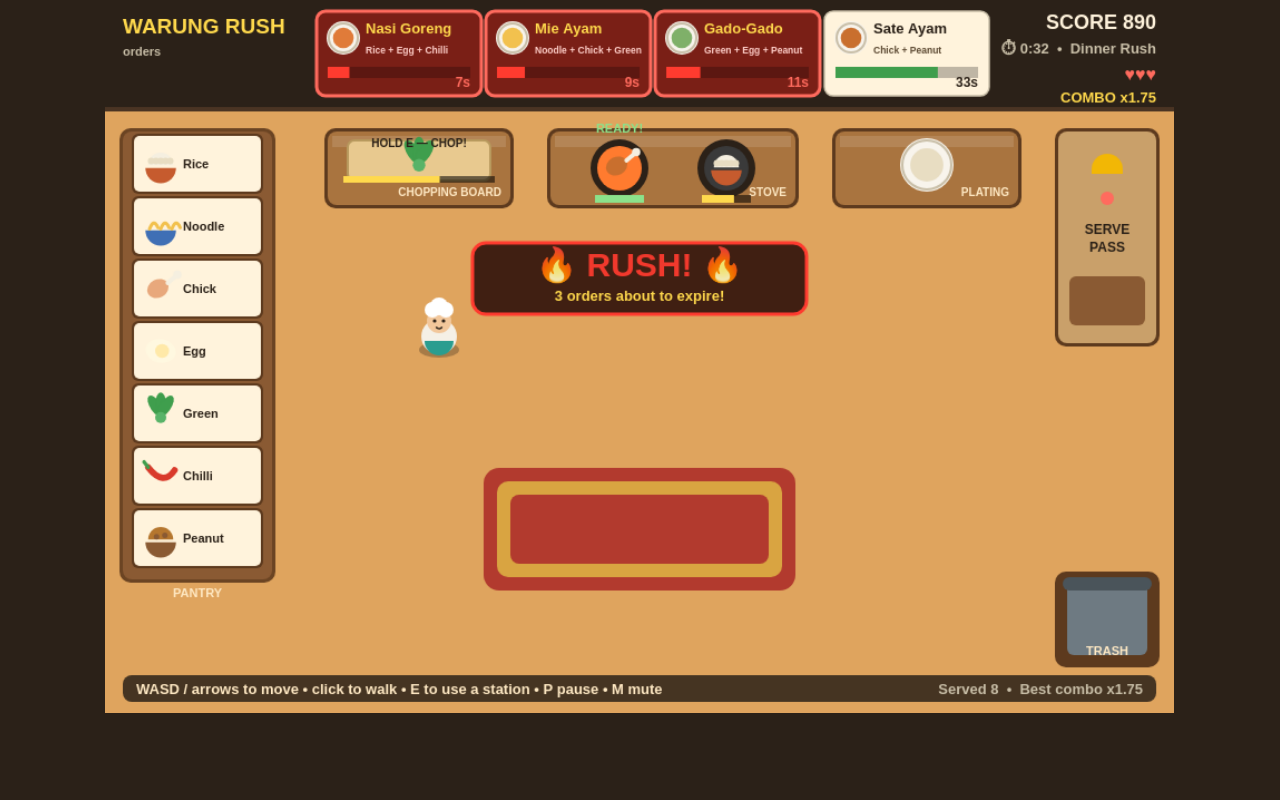 WARUNG RUSH
orders
Nasi Goreng
Rice + Egg + Chilli
7s
Mie Ayam
Noodle + Chick + Green
9s
Gado-Gado
Green + Egg + Peanut
11s
Sate Ayam
Chick + Peanut
33s
SCORE 890
⏱ 0:32 • Dinner Rush
♥♥♥
COMBO x1.75
Rice
Noodle
Chick
Egg
Green
Chilli
Peanut
PANTRY
HOLD E — CHOP!
CHOPPING BOARD
READY!
STOVE
PLATING
SERVE
PASS
🔥 RUSH! 🔥
3 orders about to expire!
TRASH
WASD / arrows to move • click to walk • E to use a station • P pause • M mute
Served 8 • Best combo x1.75